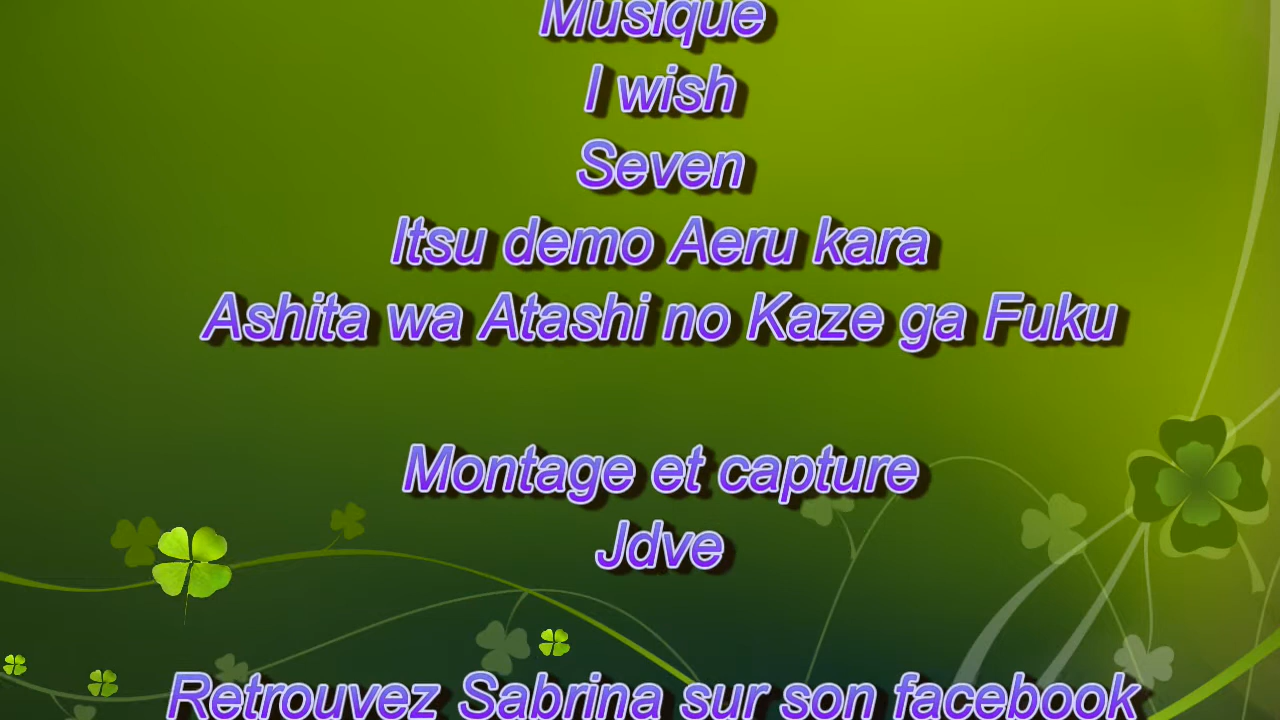 Musique
I wish
Seven
Itsu demo Aeru kara
Ashita wa Atashi no Kaze ga Fuku
Montage et capture
Jdve
Retrouvez Sabrina sur son facebook